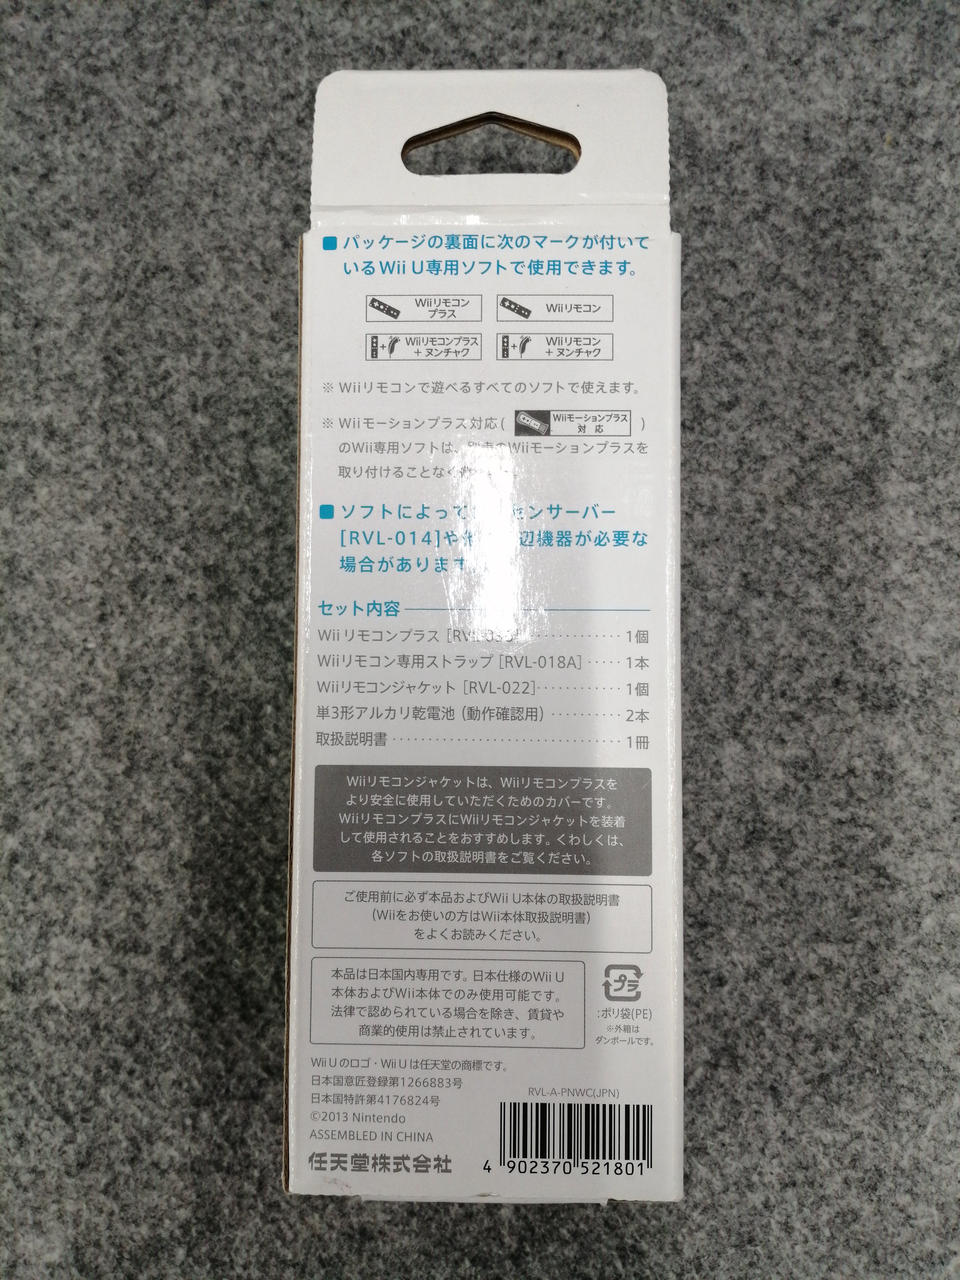 ■ パッケージの裏面に次のマークが付いて
いるWii U専用ソフトで使用できます。
Wiiリモコン
プラス
Wiiリモコン
Wiiリモコンプラス
+ ヌンチャク
Wiiリモコン
+ ヌンチャク
※ Wiiリモコンで遊べるすべてのソフトで使えます。
※ Wiiモーションプラス対応( Wiiモーションプラス
対 応 )
のWii専用ソフトは、別売のWiiモーションプラスを
取り付けることなく
■ ソフトによって センサーバー
[RVL-014]や 辺機器が必要な
場合があります
セット内容
Wiiリモコンプラス [RVL-036] 1個
Wiiリモコン専用ストラップ [RVL-018A] 1本
Wiiリモコンジャケット [RVL-022] 1個
単3形アルカリ乾電池 (動作確認用) 2本
取扱説明書 1冊
Wiiリモコンジャケットは、Wiiリモコンプラスを
より安全に使用していただくためのカバーです。
WiiリモコンプラスにWiiリモコンジャケットを装着
して使用されることをおすすめします。くわしくは、
各ソフトの取扱説明書をご覧ください。
ご使用前に必ず本品およびWii U本体の取扱説明書
(Wiiをお使いの方はWii本体取扱説明書)
をよくお読みください。
本品は日本国内専用です。日本仕様のWii U
本体およびWii本体でのみ使用可能です。
法律で認められている場合を除き、賃貸や
商業的使用は禁止されています。
プラ
:ポリ袋(PE)
※外箱は
ダンボールです。
Wii Uのロゴ・Wii Uは任天堂の商標です。
日本国意匠登録第1266883号
日本国特許第4176824号
©2013 Nintendo
ASSEMBLED IN CHINA
任天堂株式会社
RVL-A-PNWC(JPN)
4 902370 521801